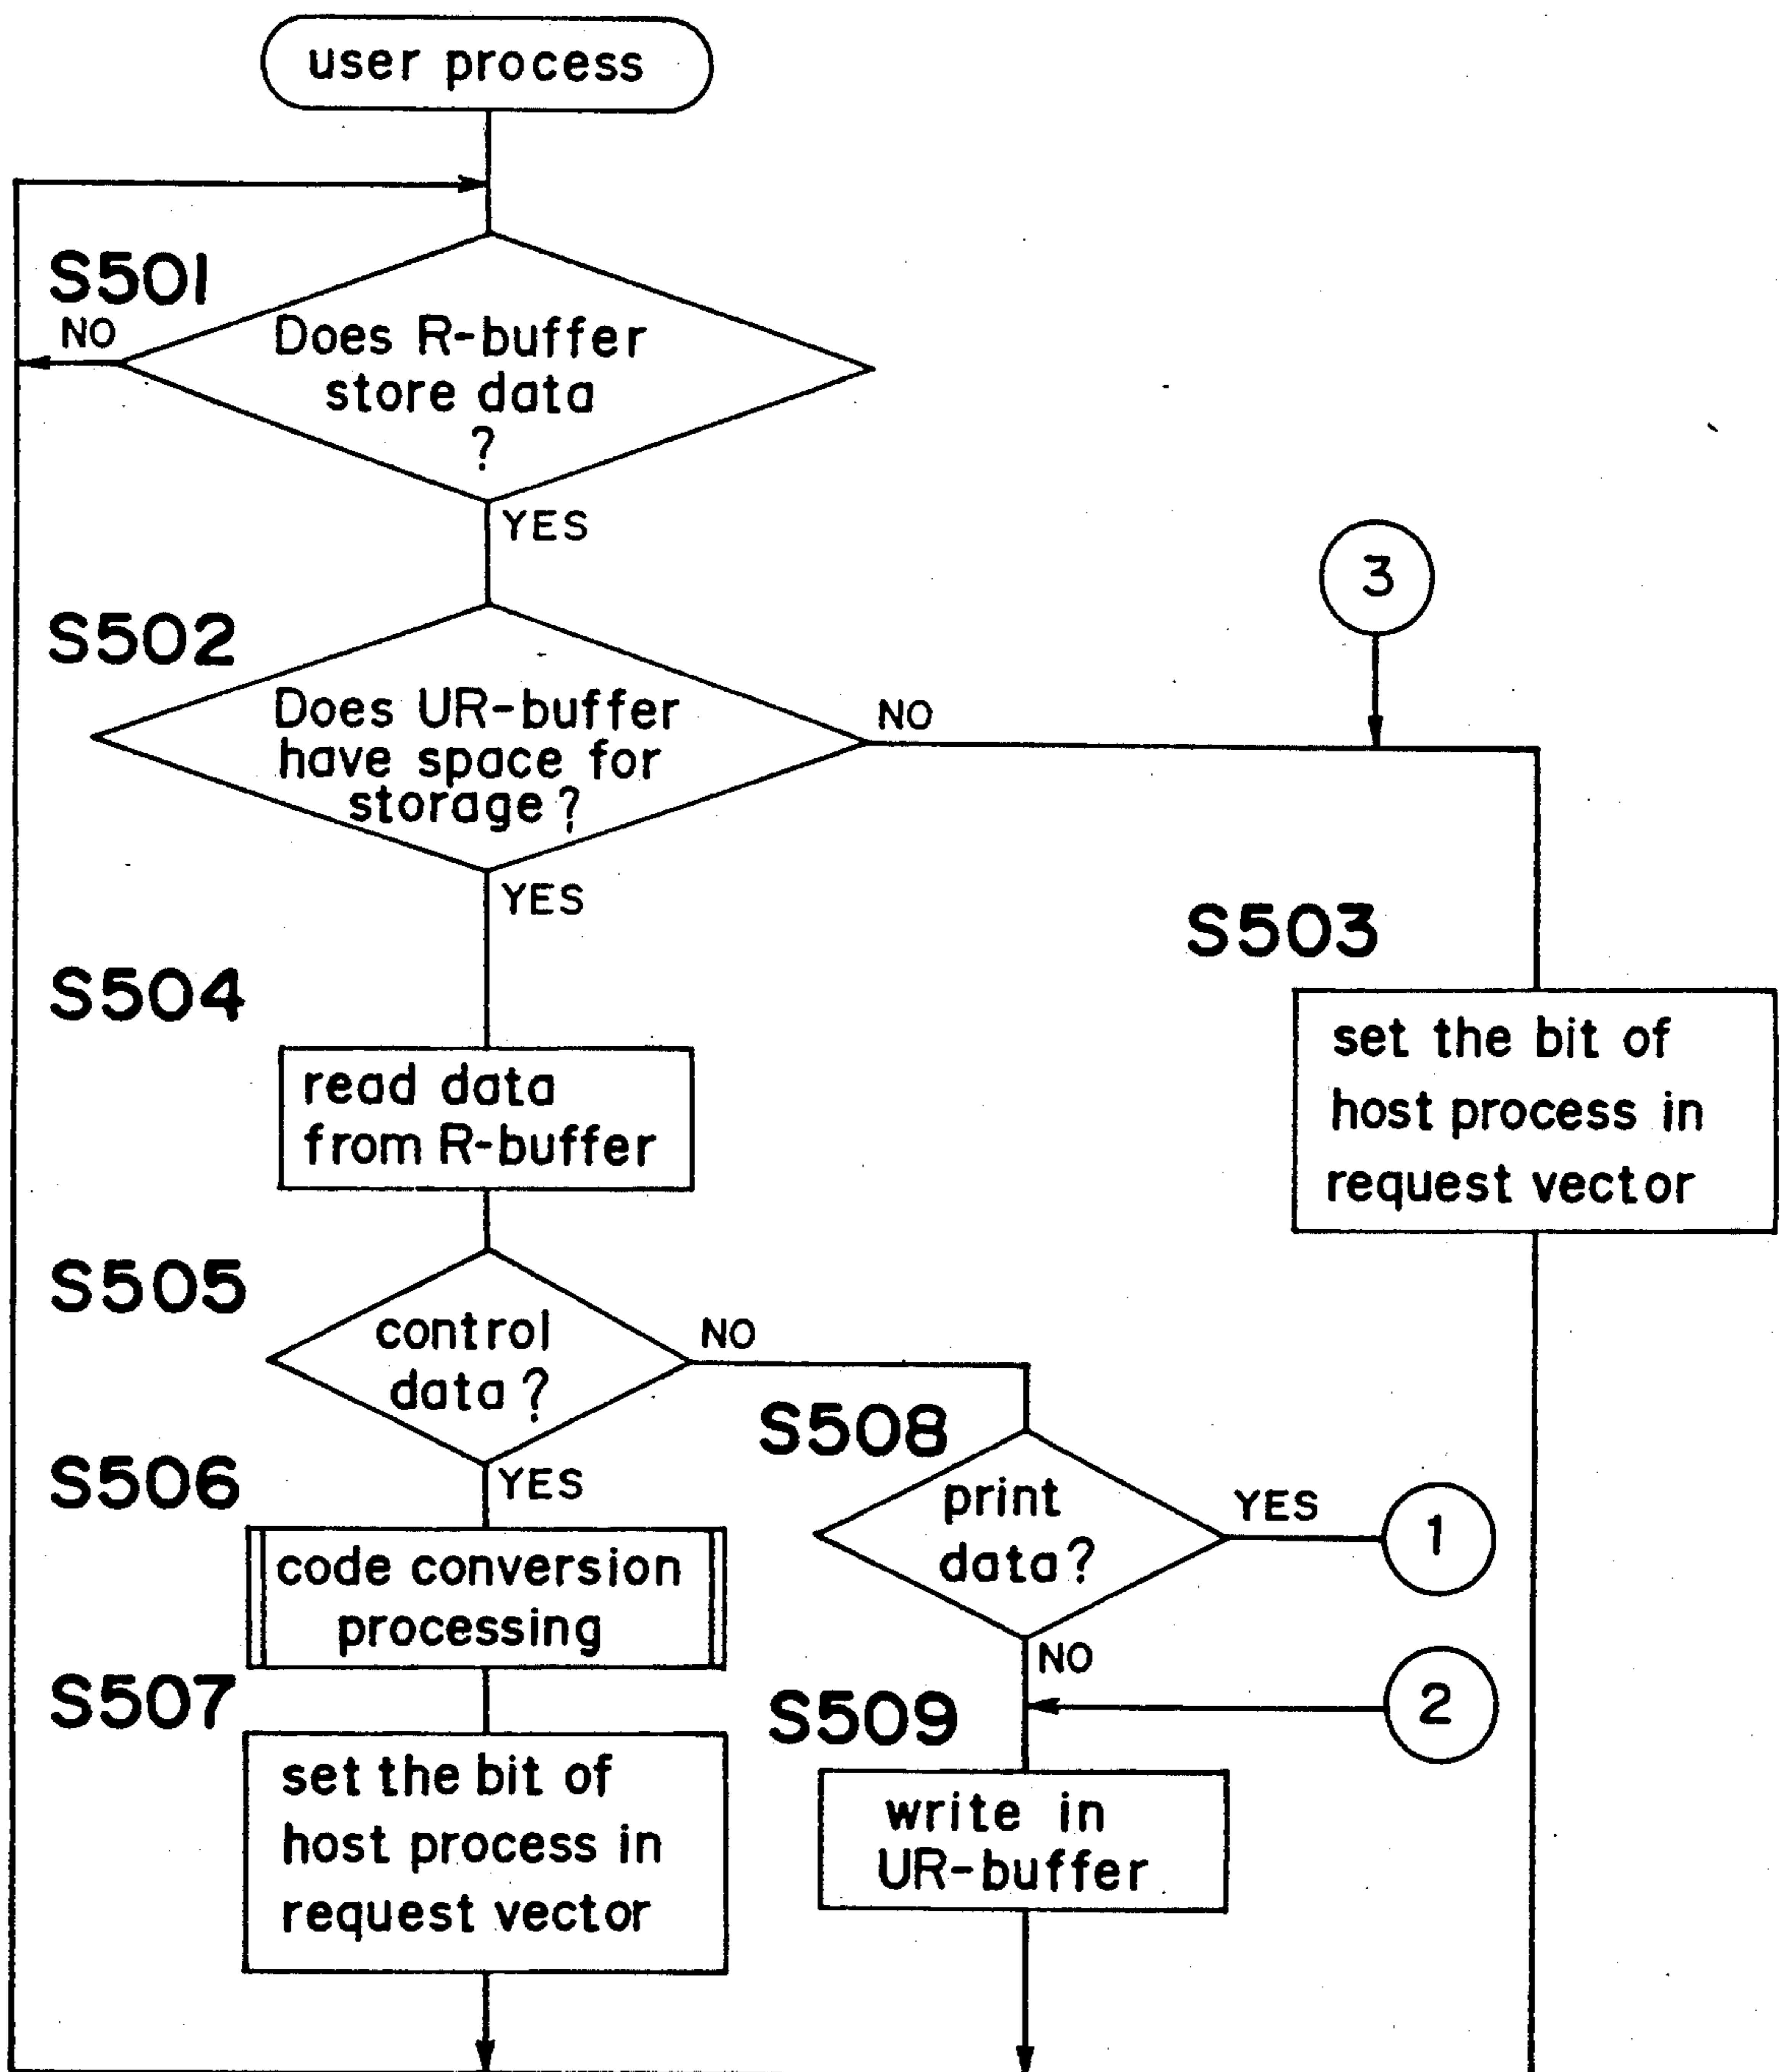 user process
S501
NO
Does R-buffer
store data
?
YES
3
S502
Does UR-buffer
have space for
storage?
NO
YES
S503
set the bit of
host process in
request vector
S504
read data
from R-buffer
S505
control
data?
NO
YES
S508
print
data?
YES
1
NO
S506
code conversion
processing
S507
set the bit of
host process in
request vector
2
S509
write in
UR-buffer